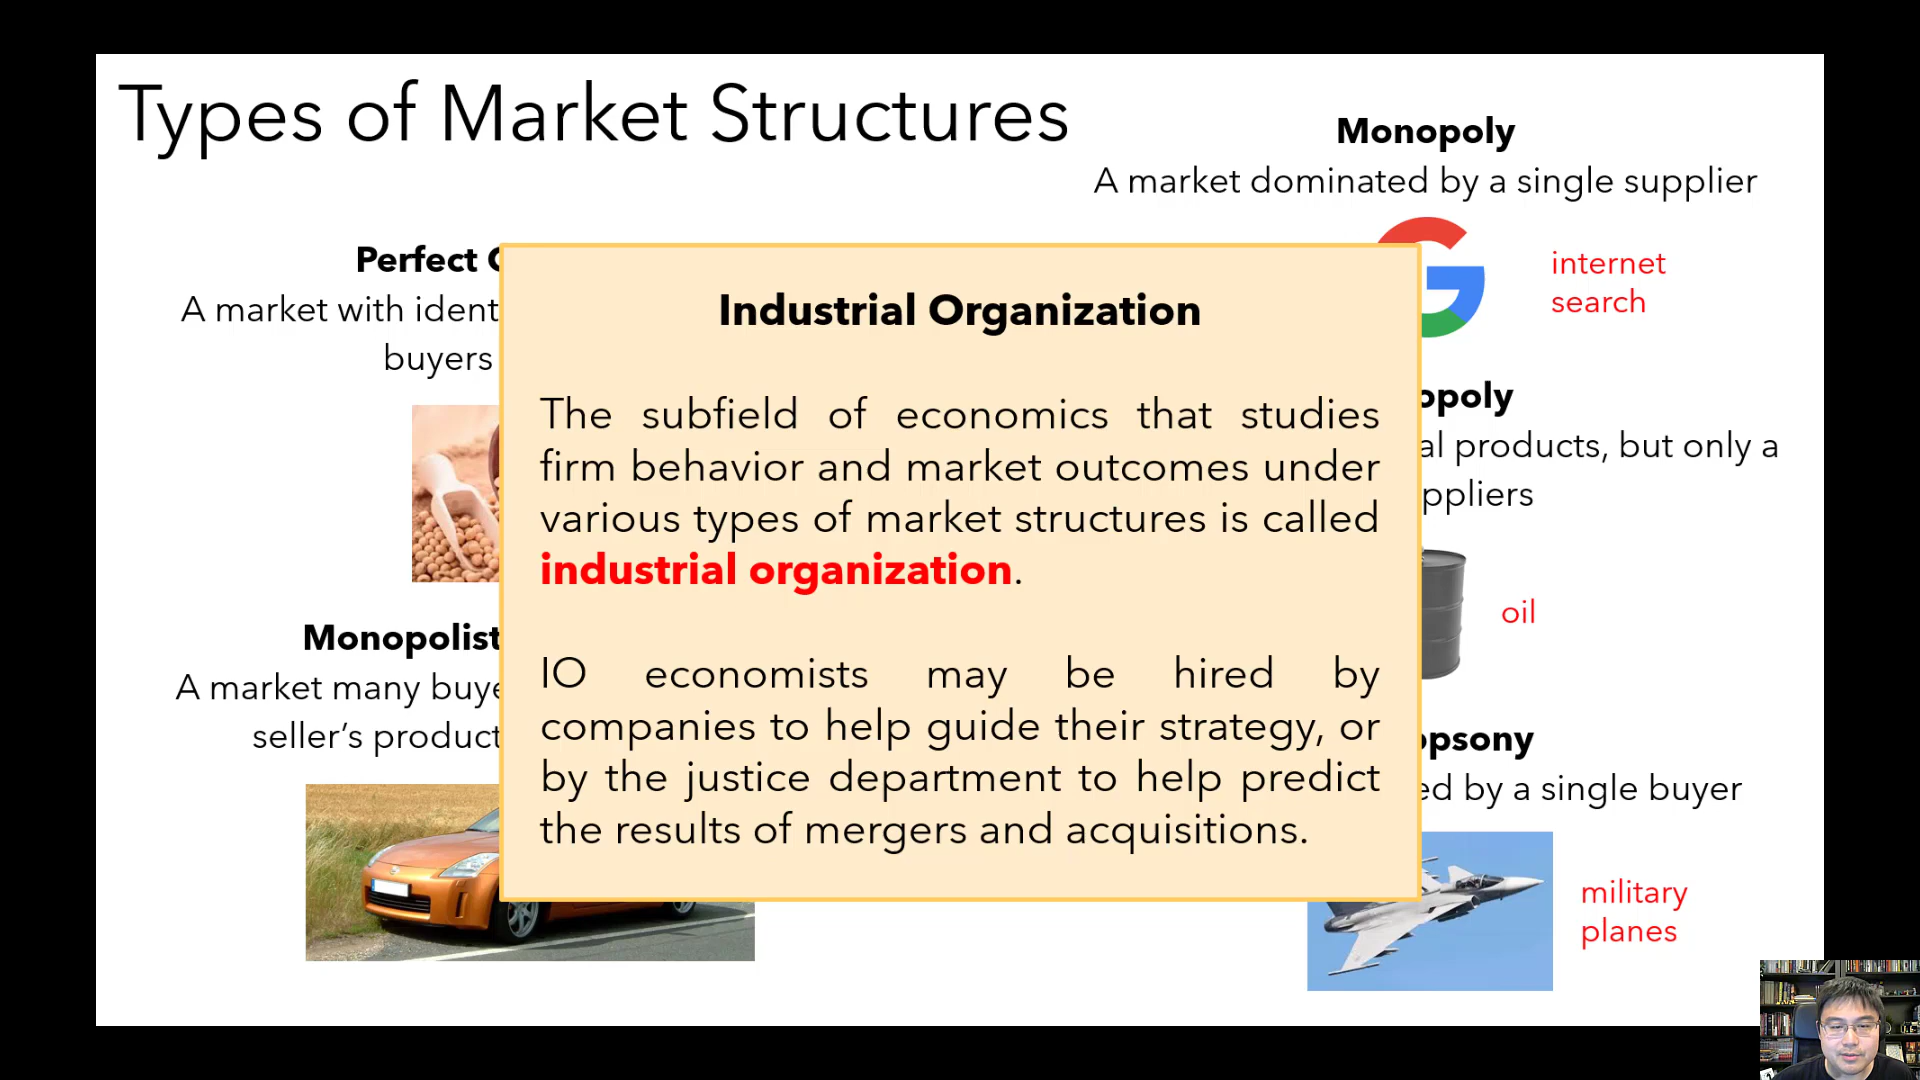 Types of Market Structures
Monopoly
A market dominated by a single supplier
internet
search
Perfect
A market with ident
buyers
Industrial Organization
The subfield of economics that studies
firm behavior and market outcomes under
various types of market structures is called
industrial organization.
IO economists may be hired by
companies to help guide their strategy, or
by the justice department to help predict
the results of mergers and acquisitions.
opoly
al products, but only a
ppliers
oil
Monopolist
A market many buye
seller’s product
opsony
ed by a single buyer
military
planes